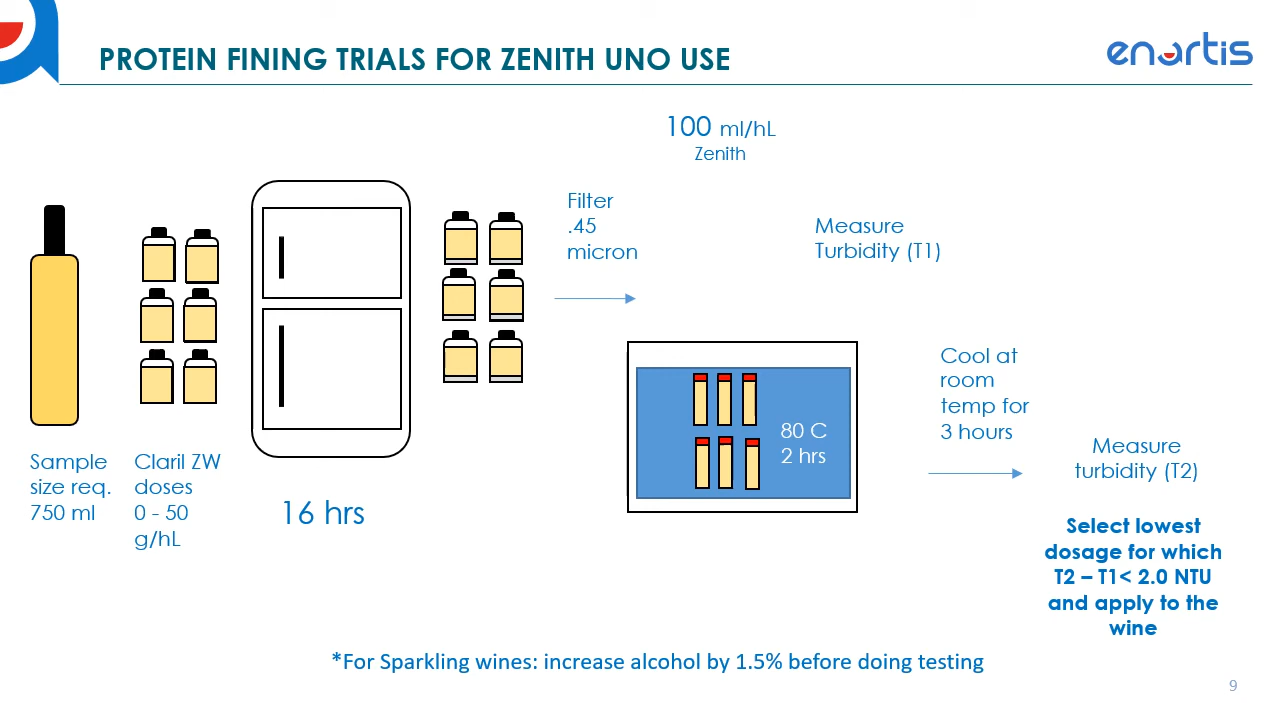 PROTEIN FINING TRIALS FOR ZENITH UNO USE
enartis
100 ml/hL
Zenith
Filter
.45
micron
Measure
Turbidity (T1)
80 C
2 hrs
Cool at
room
temp for
3 hours
Measure
turbidity (T2)
Sample
size req.
750 ml
Claril ZW
doses
0 - 50
g/hL
16 hrs
Select lowest
dosage for which
T2 – T1< 2.0 NTU
and apply to the
wine
*For Sparkling wines: increase alcohol by 1.5% before doing testing
9